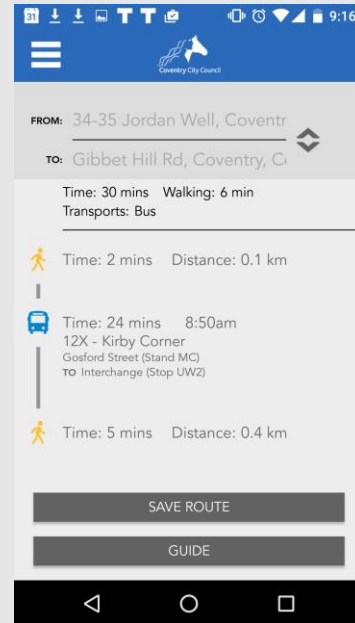 31
9:16
Coventry City Council
FROM: 34-35 Jordan Well, Coventr
TO: Gibbet Hill Rd, Coventry, C
Time: 30 mins Walking: 6 min
Transports: Bus
Time: 2 mins Distance: 0.1 km
Time: 24 mins 8:50am
12X - Kirby Corner
Gosford Street (Stand MC)
TO Interchange (Stop UW2)
Time: 5 mins Distance: 0.4 km
SAVE ROUTE
GUIDE